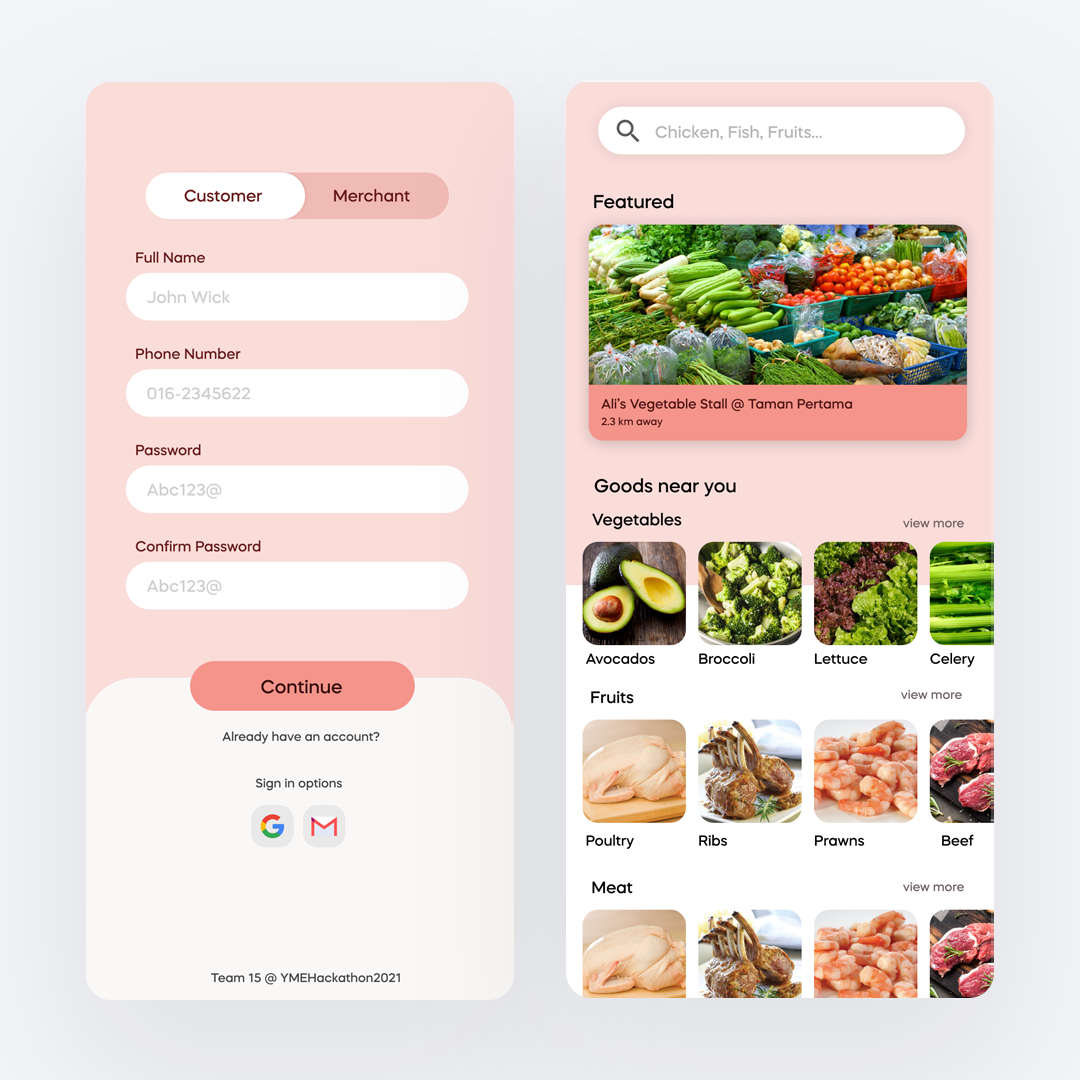 Customer
Merchant
Full Name
John Wick
Phone Number
016-2345622
Password
Abc123@
Confirm Password
Abc123@
Continue
Already have an account?
Sign in options
Team 15 @ YMEHackathon2021
Chicken, Fish, Fruits...
Featured
Ali's Vegetable Stall @ Taman Pertama
2.3 km away
Goods near you
Vegetables
view more
Avocados
Broccoli
Lettuce
Celery
Fruits
view more
Poultry
Ribs
Prawns
Beef
Meat
view more